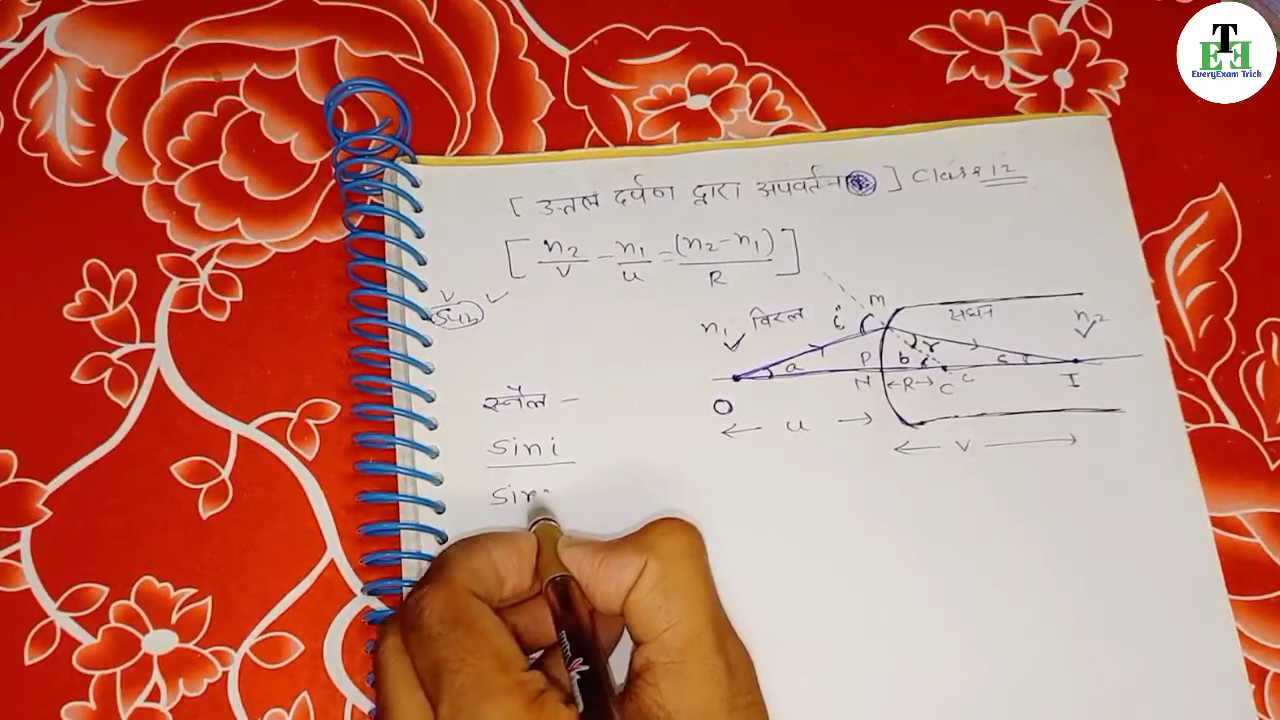 T
EE
EveryExam Trick
[ उत्तल दर्पण द्वारा अपवर्तन ] Class 12
[ n₂/v - n₁/u = (n₂-n₁)/R ]
n₁ विरल i M सघन n₂
r
a P b c
O N R C I
u
v
स्नैल -
sini
sin